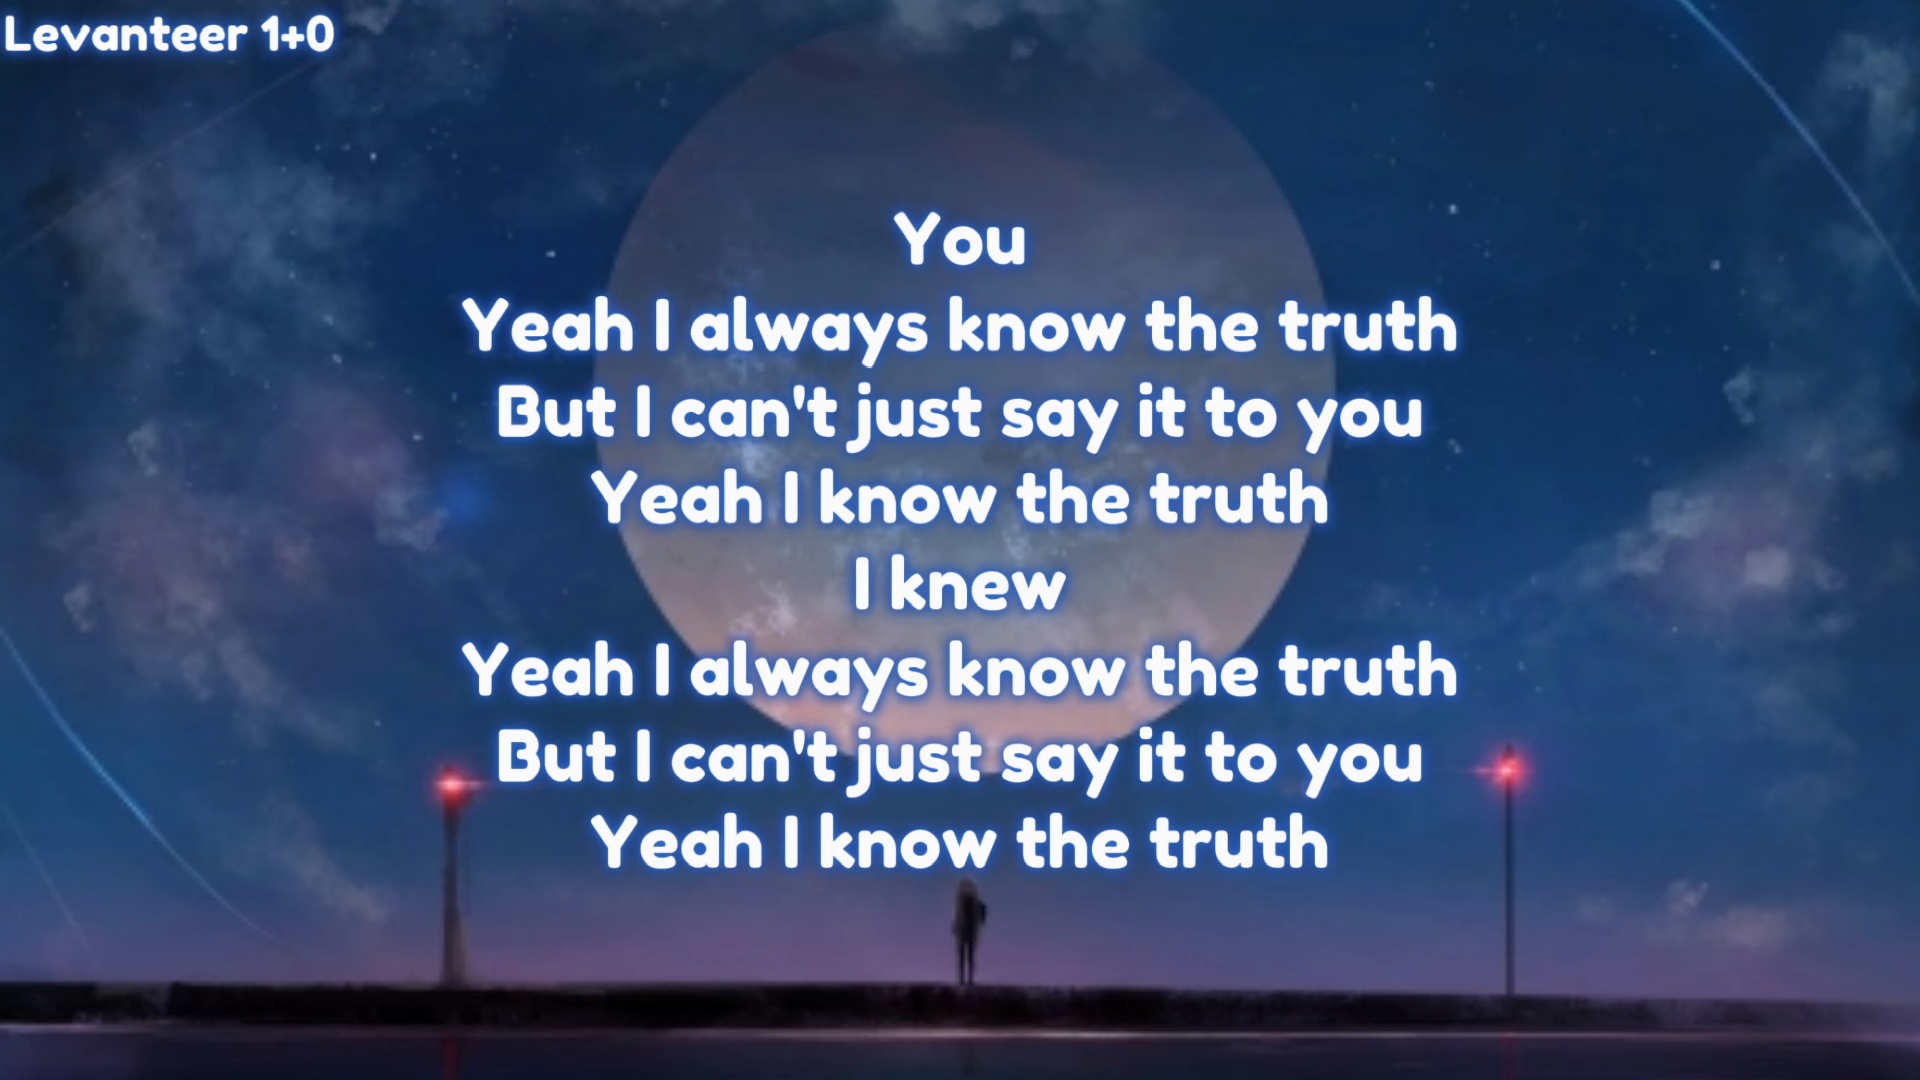 Levanteer 1+0
You
Yeah I always know the truth
But I can't just say it to you
Yeah I know the truth
I knew
Yeah I always know the truth
But I can't just say it to you
Yeah I know the truth